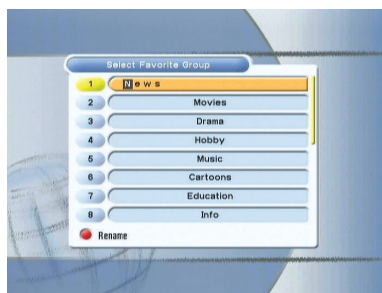 Select Favorite Group
1 News
2 Movies
3 Drama
4 Hobby
5 Music
6 Cartoons
7 Education
8 Info
Rename